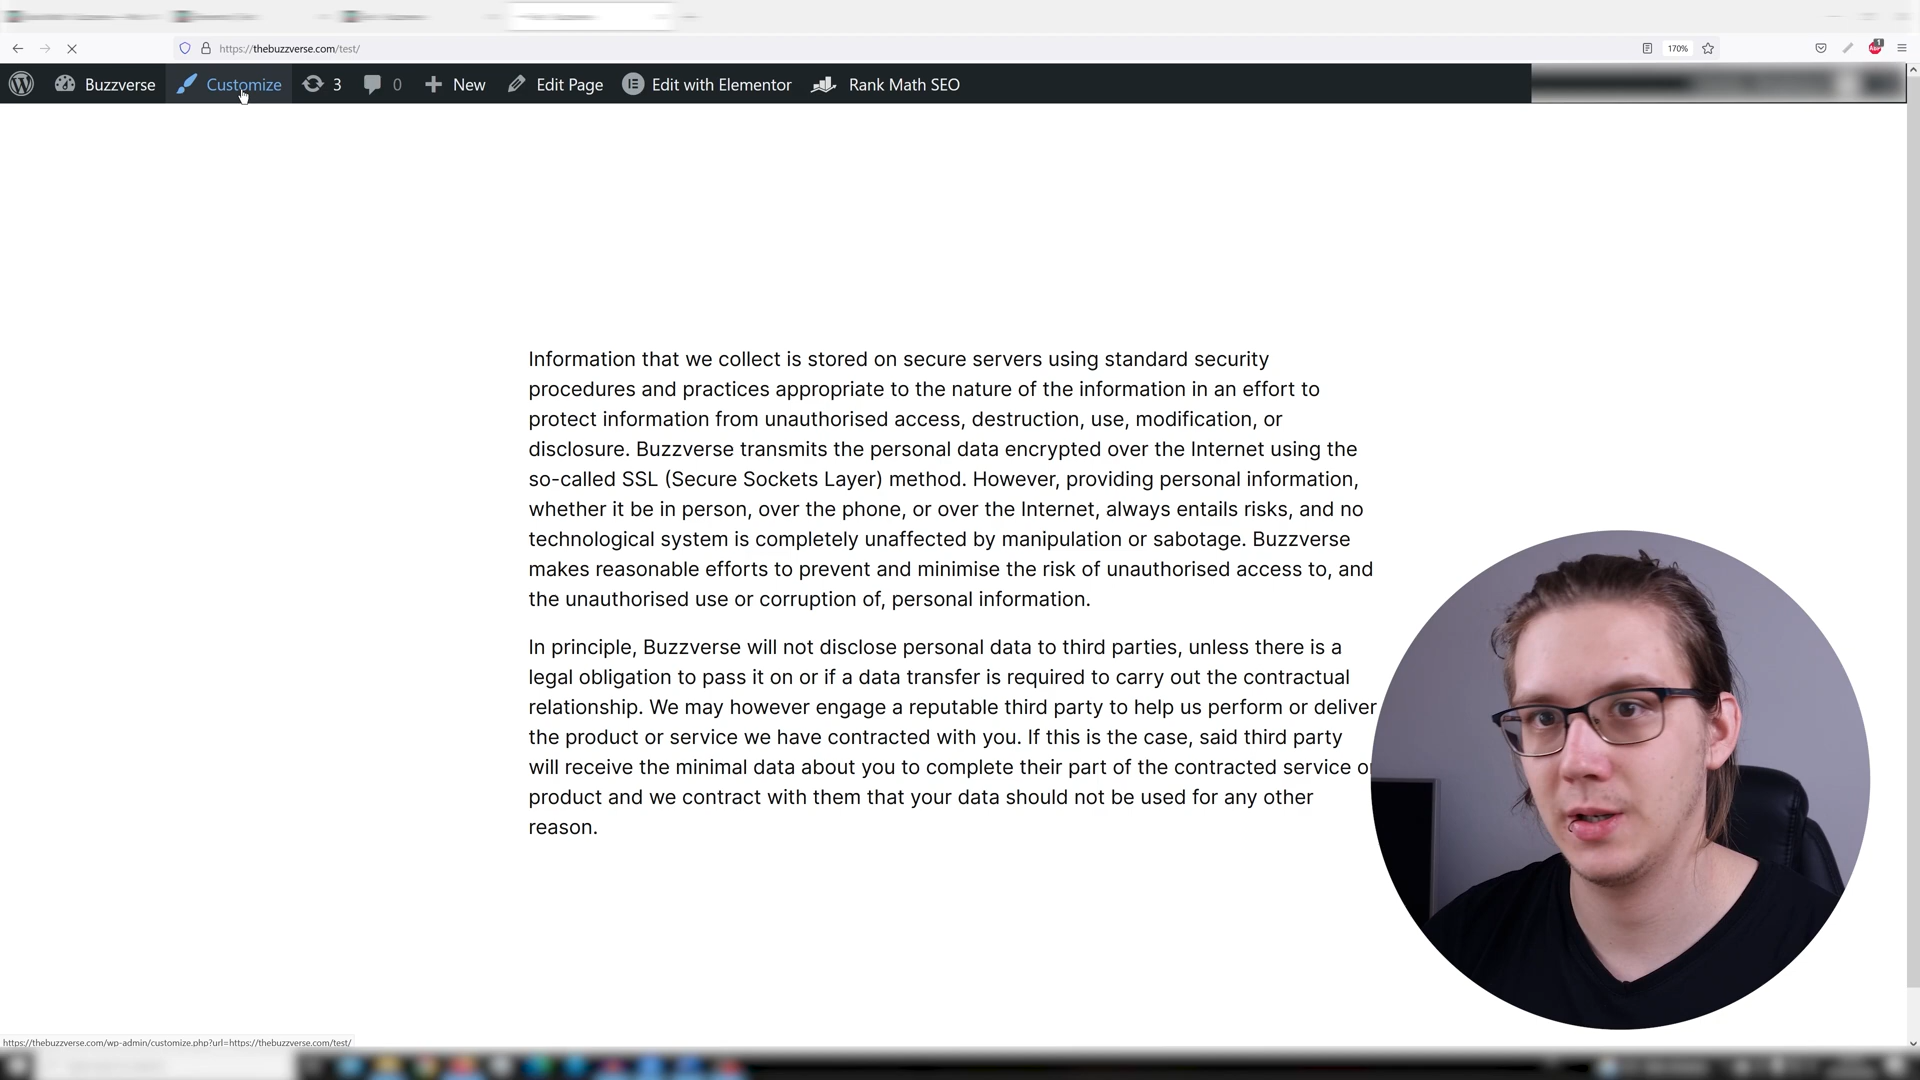 https://thebuzzverse.com/test/
170%
Buzzverse
Customize
3
0
New
Edit Page
Edit with Elementor
Rank Math SEO
Information that we collect is stored on secure servers using standard security
procedures and practices appropriate to the nature of the information in an effort to
protect information from unauthorised access, destruction, use, modification, or
disclosure. Buzzverse transmits the personal data encrypted over the Internet using the
so-called SSL (Secure Sockets Layer) method. However, providing personal information,
whether it be in person, over the phone, or over the Internet, always entails risks, and no
technological system is completely unaffected by manipulation or sabotage. Buzzverse
makes reasonable efforts to prevent and minimise the risk of unauthorised access to, and
the unauthorised use or corruption of, personal information.
In principle, Buzzverse will not disclose personal data to third parties, unless there is a
legal obligation to pass it on or if a data transfer is required to carry out the contractual
relationship. We may however engage a reputable third party to help us perform or deliver
the product or service we have contracted with you. If this is the case, said third party
will receive the minimal data about you to complete their part of the contracted service
product and we contract with them that your data should not be used for any other
reason.
https://thebuzzverse.com/wp-admin/customize.php?url=https://thebuzzverse.com/test/